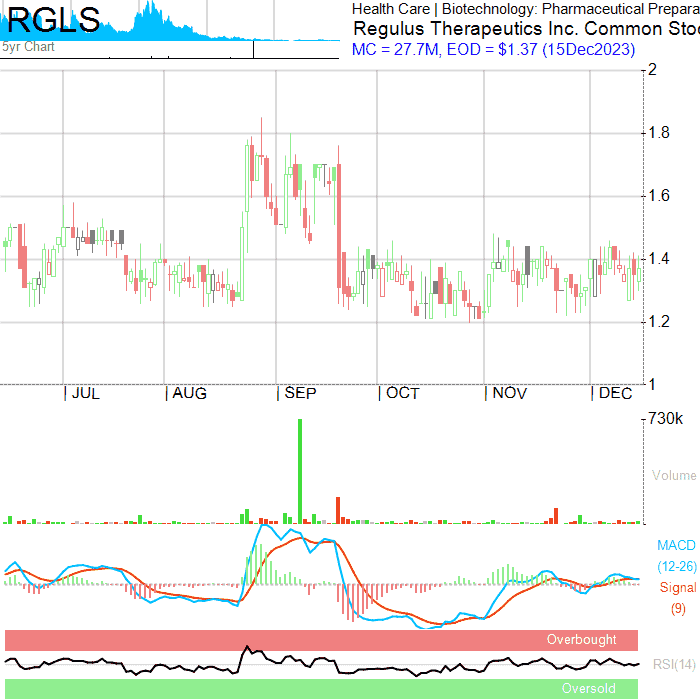 RGLS
5yr Chart
Health Care | Biotechnology: Pharmaceutical Prepara
Regulus Therapeutics Inc. Common Stoc
MC = 27.7M, EOD = $1.37 (15Dec2023)
2
1.8
1.6
1.4
1.2
1
| JUL | AUG | SEP | OCT | NOV | DEC
730k
Volume
MACD
(12-26)
Signal
(9)
Overbought
RSI(14)
Oversold